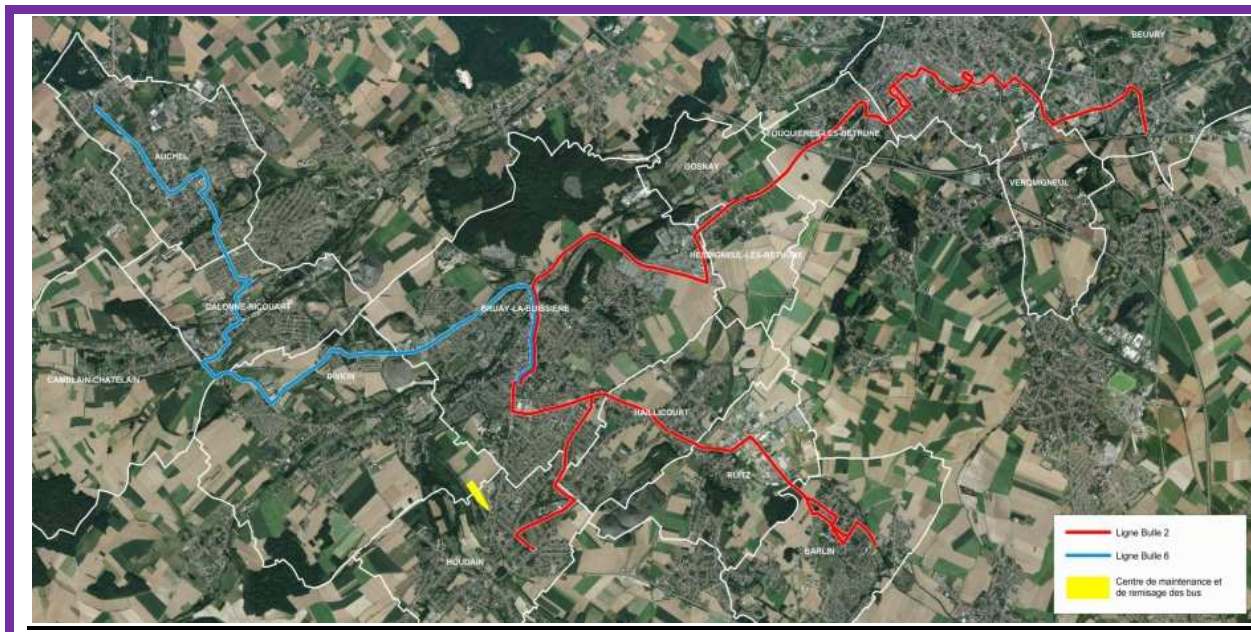 BEUVRY
FOUQUIERES-LES-BETHUNE
AUCHEL
GOSNAY
VERQUIGNEUL
HESDIGNEUL-LES-BETHUNE
CALONNE-RICOUART
BRUAY-LA-BUISSIERE
CAMBLAIN-CHATELAIN
DIVION
HAILLICOURT
RUITZ
HOUDAIN
BARLIN
Ligne Bulle 2
Ligne Bulle 6
Centre de maintenance et
de remisage des bus